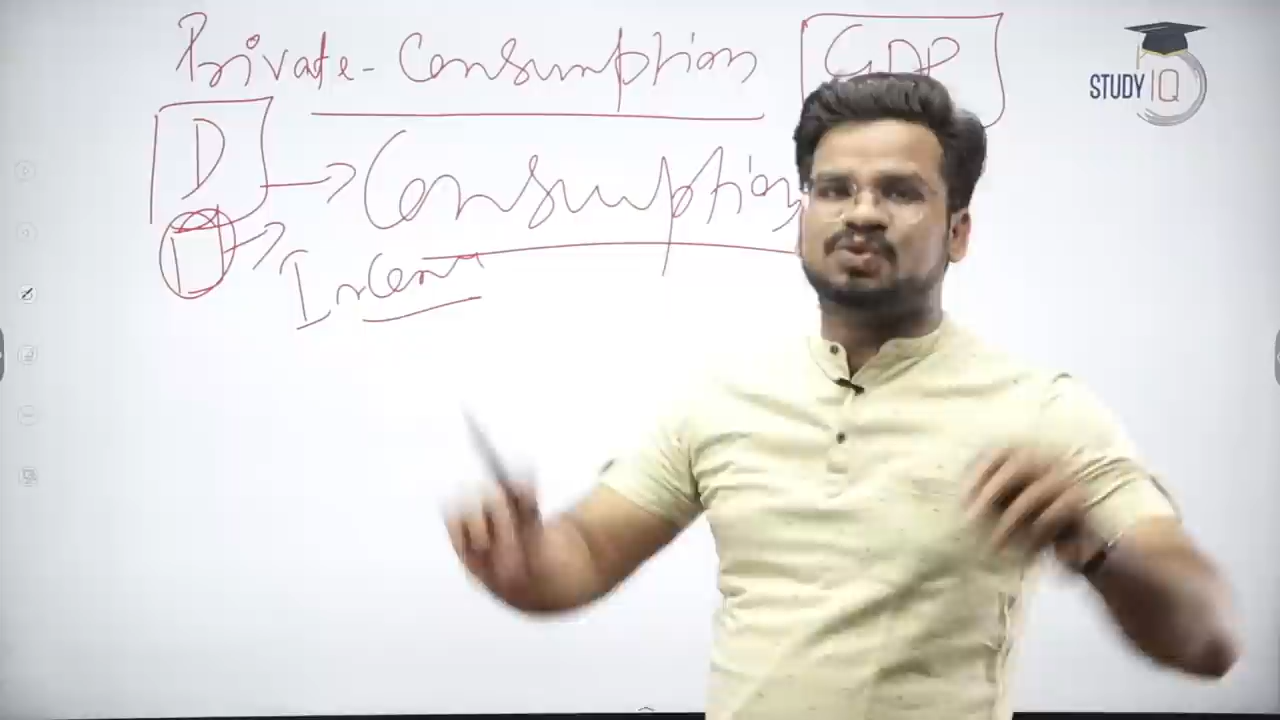 Private-Consumption GDP
D → Consumption
→ Incom
STUDY IQ